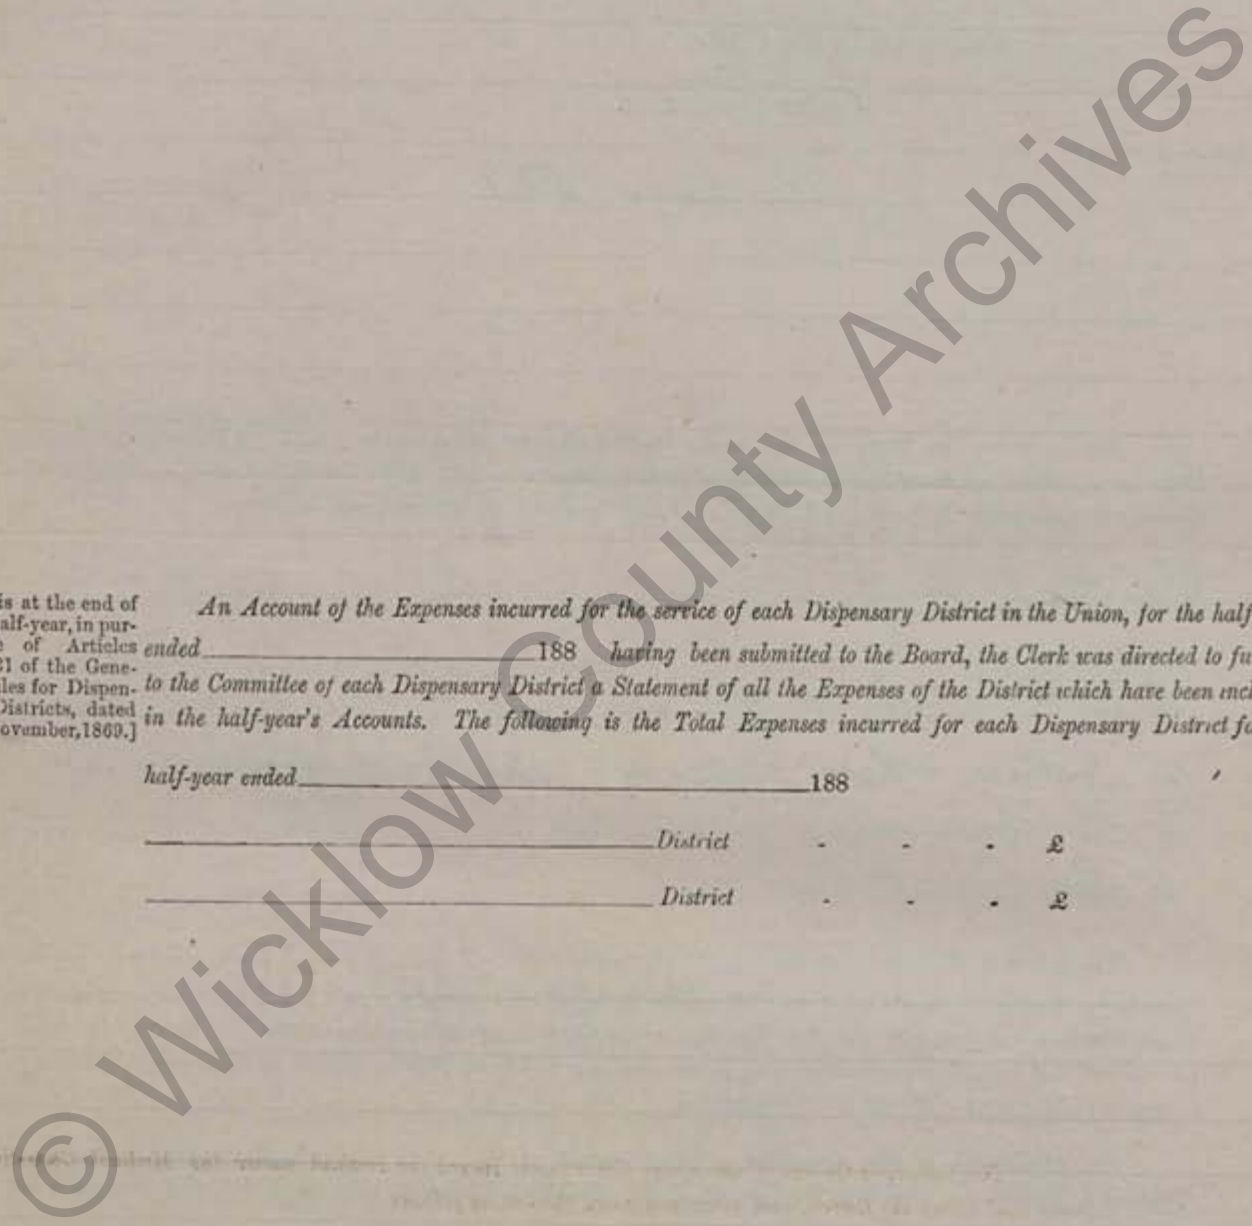 is at the end of
alf-year, in pur-
e of Articles
21 of the Gene-
les for Dispen-
Districts, dated
ovember, 1869.]
An Account of the Expenses incurred for the service of each Dispensary District in the Union, for the half
ended 188 having been submitted to the Board, the Clerk was directed to fu
to the Committee of each Dispensary District a Statement of all the Expenses of the District which have been incl
in the half-year's Accounts. The following is the Total Expenses incurred for each Dispensary District fo
half-year ended 188
District - - - £
District - - - £
© Wicklow County Archives